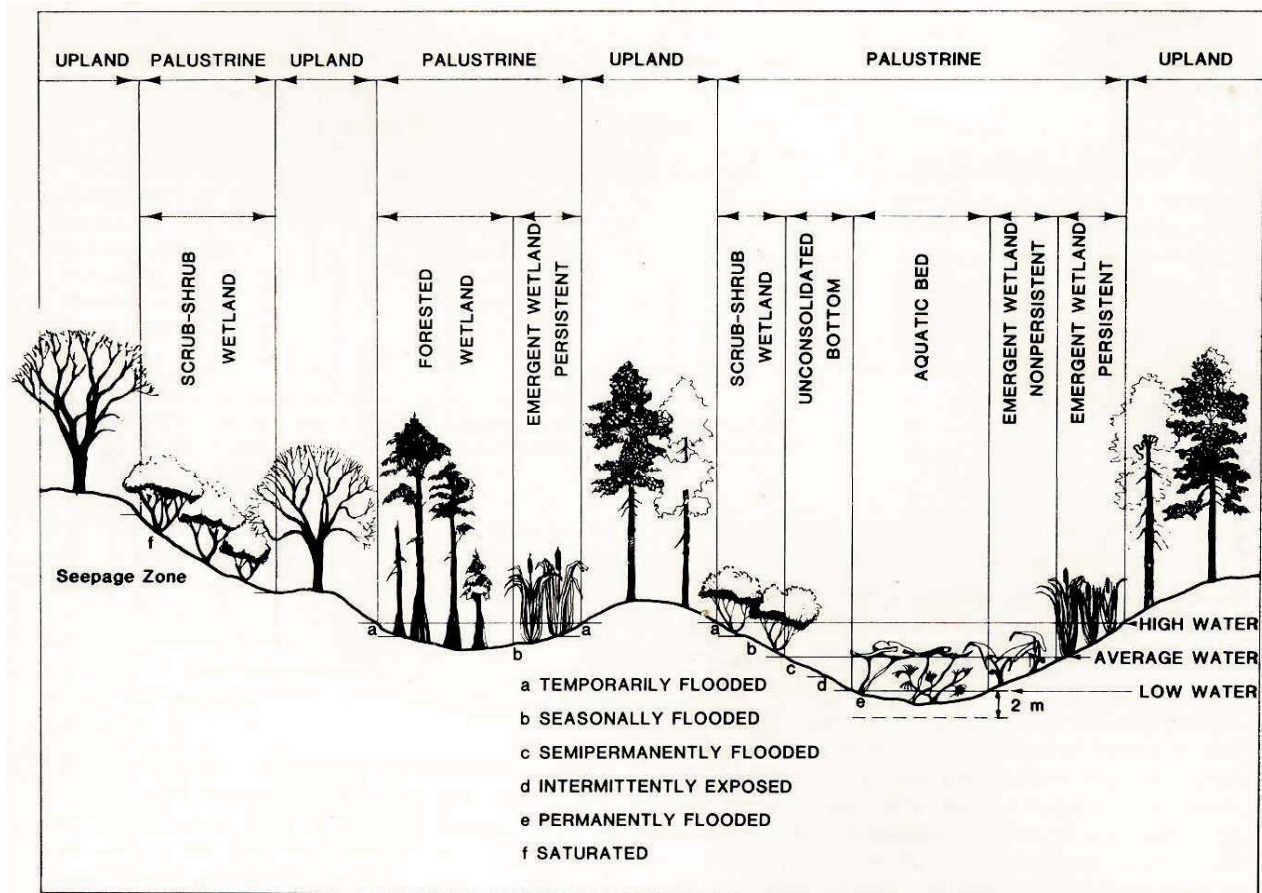 UPLAND PALUSTRINE UPLAND PALUSTRINE UPLAND PALUSTRINE UPLAND
SCRUB-SHRUB
WETLAND
FORESTED
WETLAND
EMERGENT WETLAND
PERSISTENT
SCRUB-SHRUB
WETLAND
UNCONSOLIDATED
BOTTOM
AQUATIC BED
EMERGENT WETLAND
NONPERSISTENT
EMERGENT WETLAND
PERSISTENT
f
Seepage Zone
a
b
a
a
b
c
d
e
HIGH WATER
AVERAGE WATER
LOW WATER
2 m
a TEMPORARILY FLOODED
b SEASONALLY FLOODED
c SEMIPERMANENTLY FLOODED
d INTERMITTENTLY EXPOSED
e PERMANENTLY FLOODED
f SATURATED